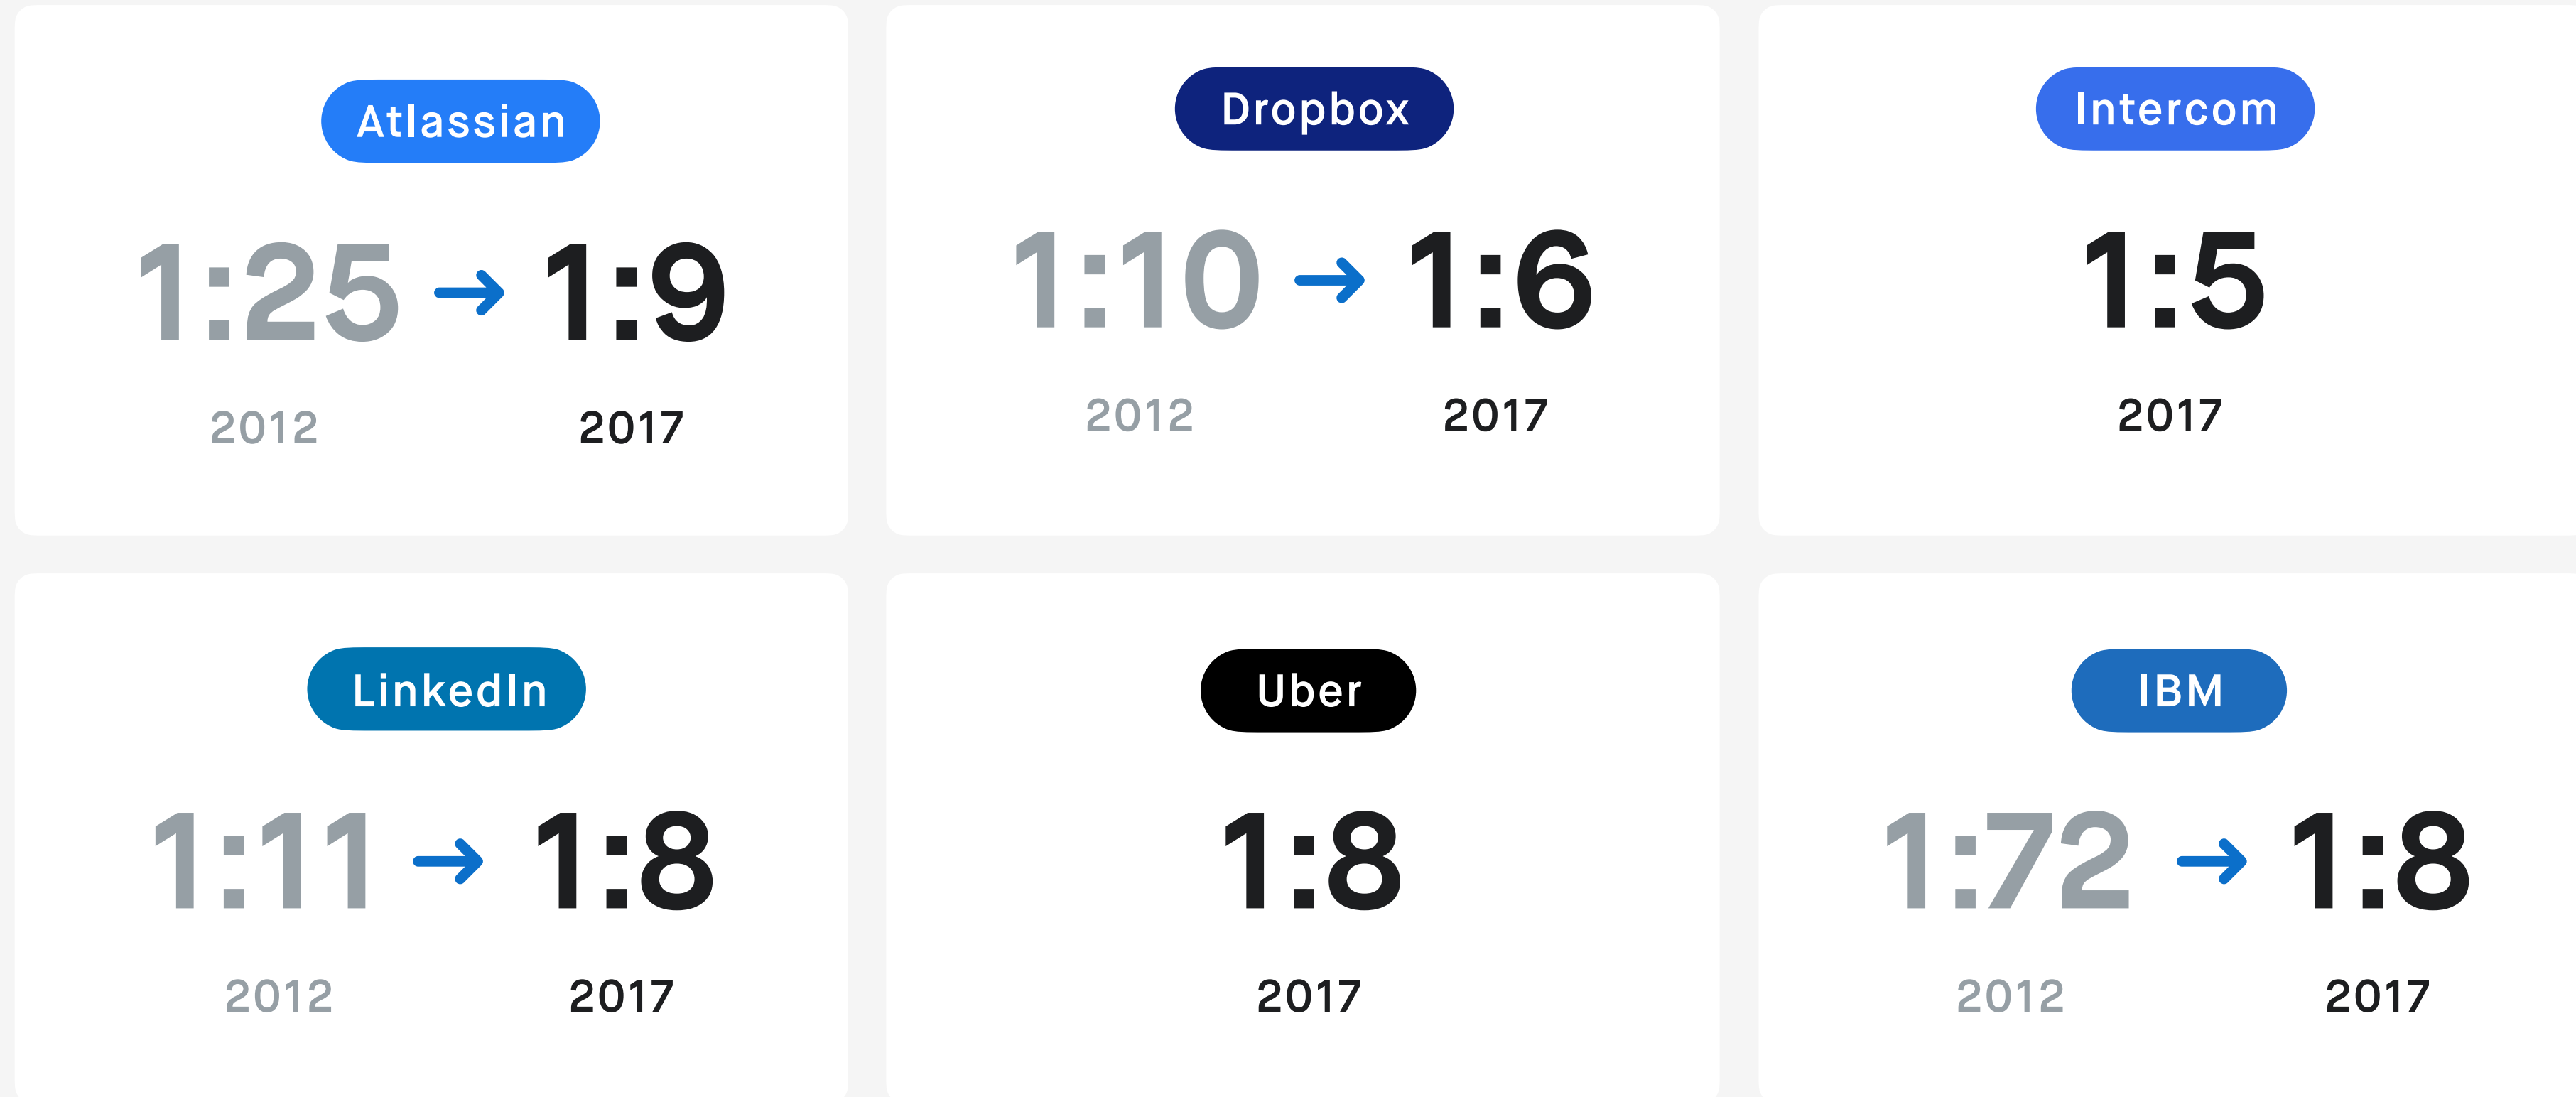 Atlassian
1:25 → 1:9
2012 2017
Dropbox
1:10 → 1:6
2012 2017
Intercom
1:5
2017
LinkedIn
1:11 → 1:8
2012 2017
Uber
1:8
2017
IBM
1:72 → 1:8
2012 2017